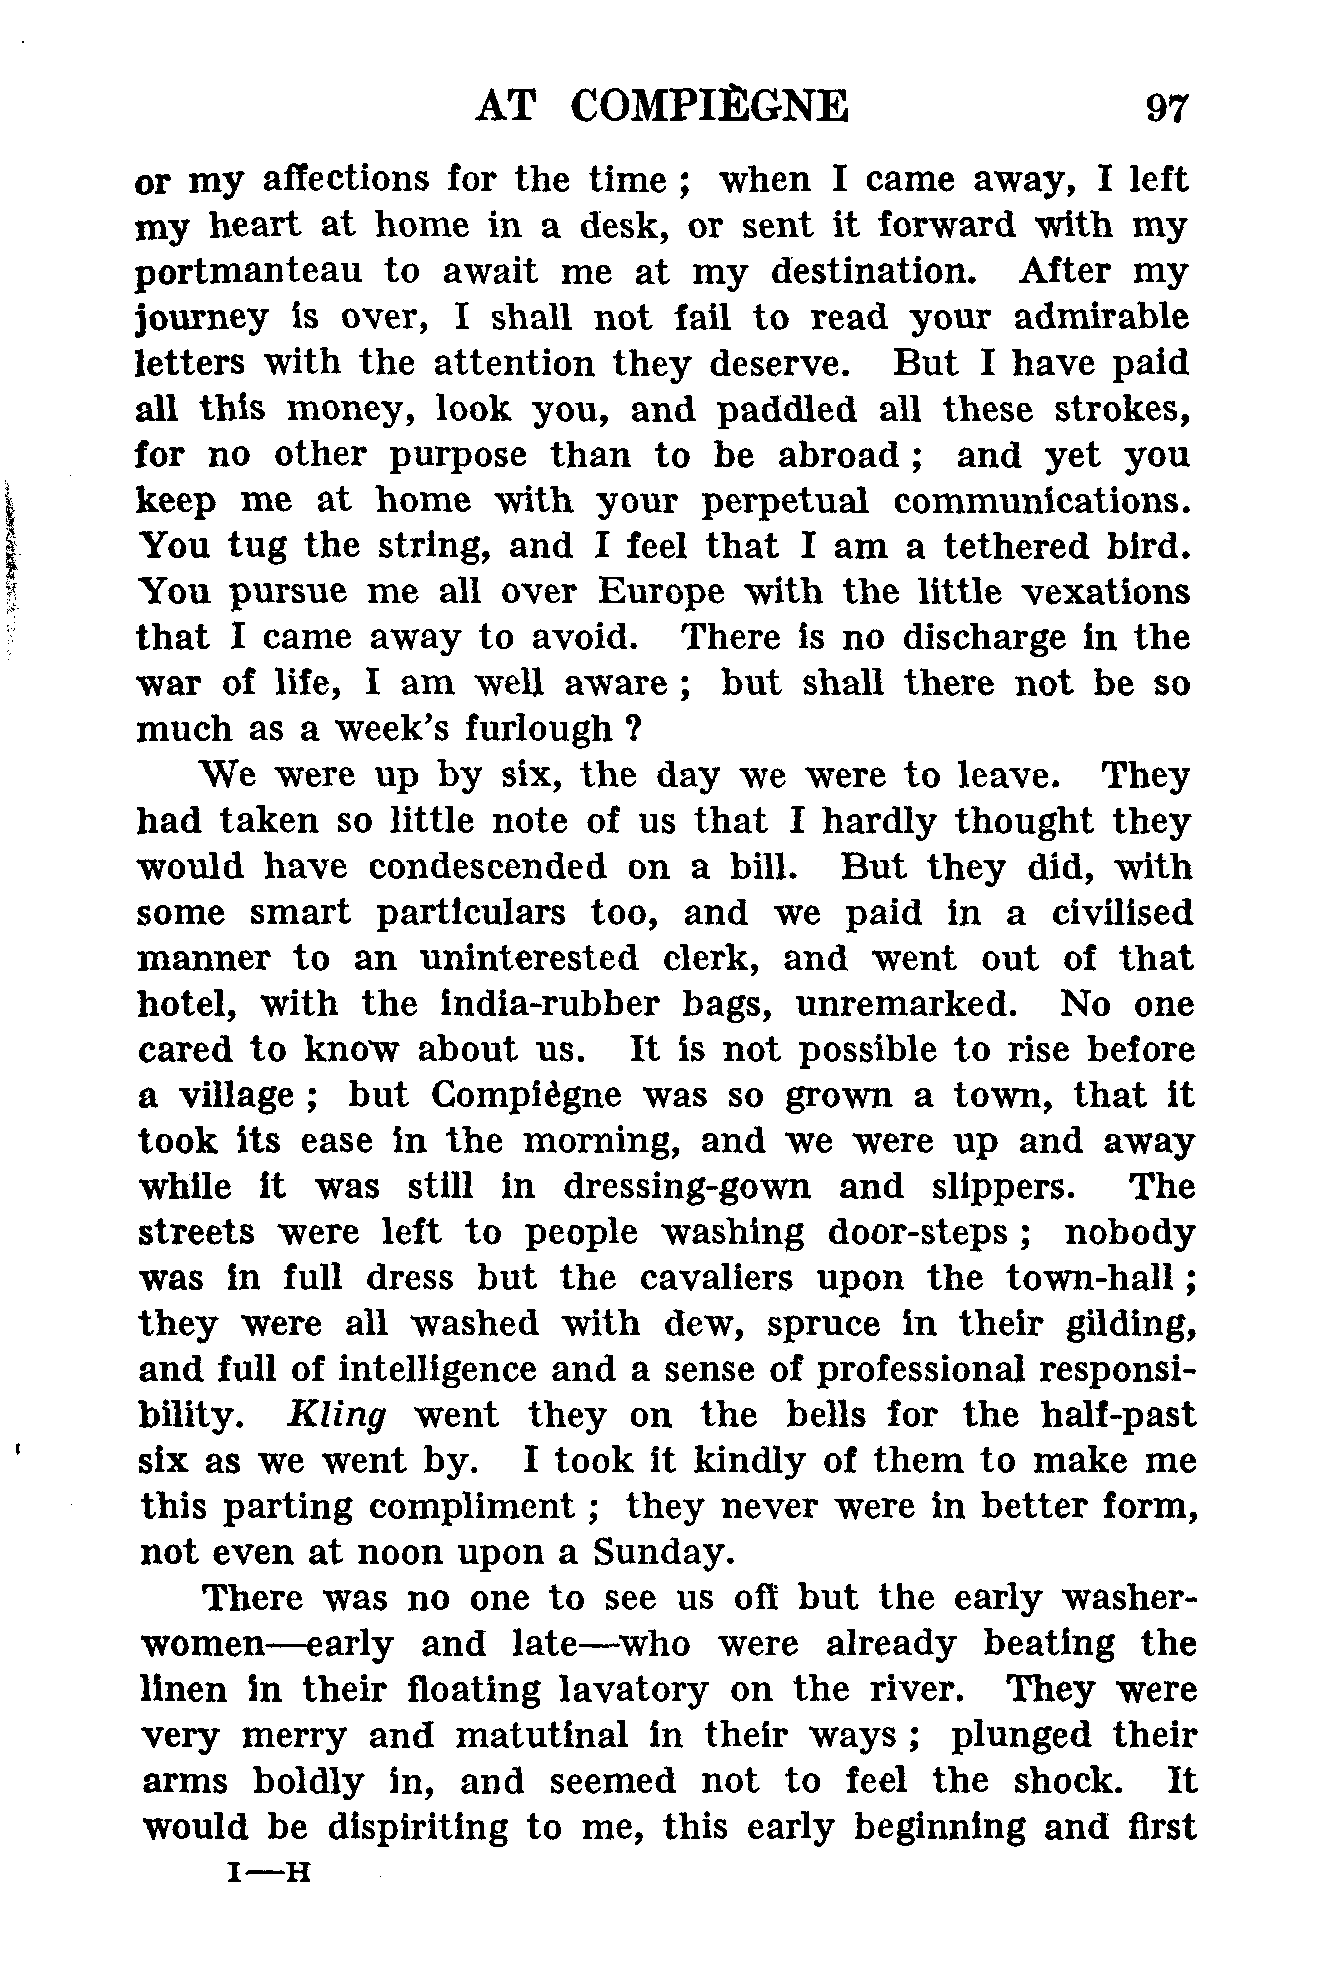 AT COMPIÈGNE 97
or my affections for the time ; when I came away, I left
my heart at home in a desk, or sent it forward with my
portmanteau to await me at my destination. After my
journey is over, I shall not fail to read your admirable
letters with the attention they deserve. But I have paid
all this money, look you, and paddled all these strokes,
for no other purpose than to be abroad ; and yet you
keep me at home with your perpetual communications.
You tug the string, and I feel that I am a tethered bird.
You pursue me all over Europe with the little vexations
that I came away to avoid. There is no discharge in the
war of life, I am well aware ; but shall there not be so
much as a week's furlough ?
We were up by six, the day we were to leave. They
had taken so little note of us that I hardly thought they
would have condescended on a bill. But they did, with
some smart particulars too, and we paid in a civilised
manner to an uninterested clerk, and went out of that
hotel, with the india-rubber bags, unremarked. No one
cared to know about us. It is not possible to rise before
a village ; but Compiègne was so grown a town, that it
took its ease in the morning, and we were up and away
while it was still in dressing-gown and slippers. The
streets were left to people washing door-steps ; nobody
was in full dress but the cavaliers upon the town-hall ;
they were all washed with dew, spruce in their gilding,
and full of intelligence and a sense of professional responsi-
bility. Kling went they on the bells for the half-past
six as we went by. I took it kindly of them to make me
this parting compliment ; they never were in better form,
not even at noon upon a Sunday.
There was no one to see us off but the early washer-
women—early and late—who were already beating the
linen in their floating lavatory on the river. They were
very merry and matutinal in their ways ; plunged their
arms boldly in, and seemed not to feel the shock. It
would be dispiriting to me, this early beginning and first
I—H